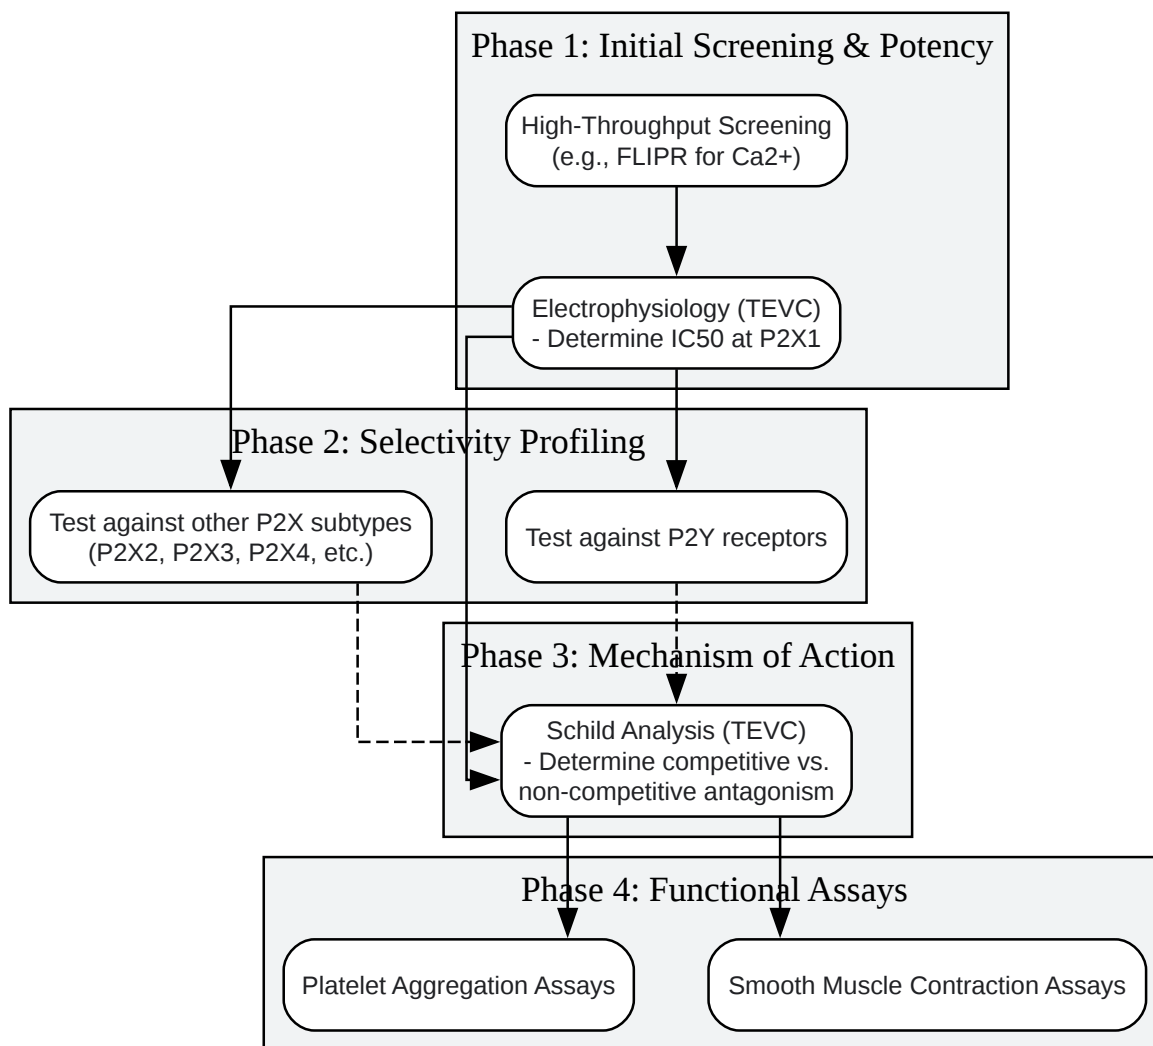 Phase 1: Initial Screening & Potency
High-Throughput Screening
(e.g., FLIPR for Ca2+)
Electrophysiology (TEVC)
- Determine IC50 at P2X1
Phase 2: Selectivity Profiling
Test against other P2X subtypes
(P2X2, P2X3, P2X4, etc.)
Test against P2Y receptors
Phase 3: Mechanism of Action
Schild Analysis (TEVC)
- Determine competitive vs.
non-competitive antagonism
Phase 4: Functional Assays
Platelet Aggregation Assays
Smooth Muscle Contraction Assays